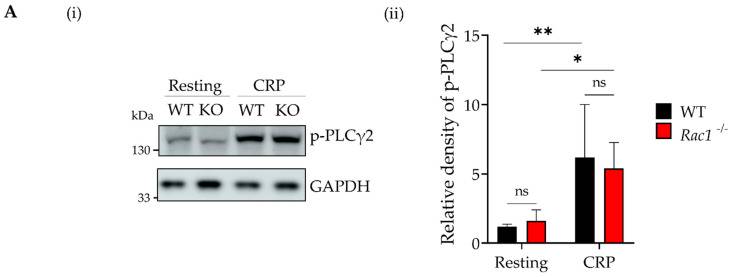 A (i)
Resting CRP
kDa WT KO WT KO
p-PLCγ2
130
GAPDH
33
(ii)
Relative density of p-PLCγ2
15
10
5
0
**
*
ns
ns
Resting CRP
WT
Rac1 -/-